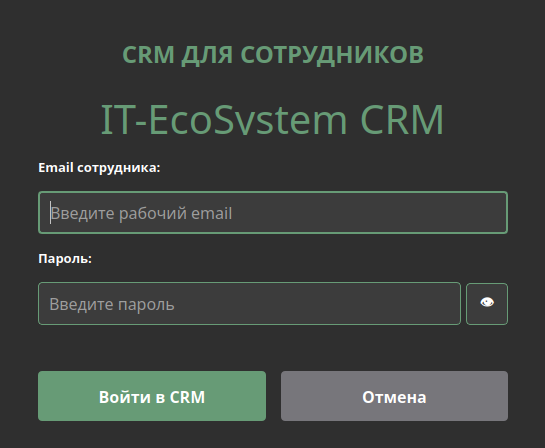 CRM ДЛЯ СОТРУДНИКОВ
IT-EcoSystem CRM
Email сотрудника:
Введите рабочий email
Пароль:
Введите пароль
Войти в CRM
Отмена